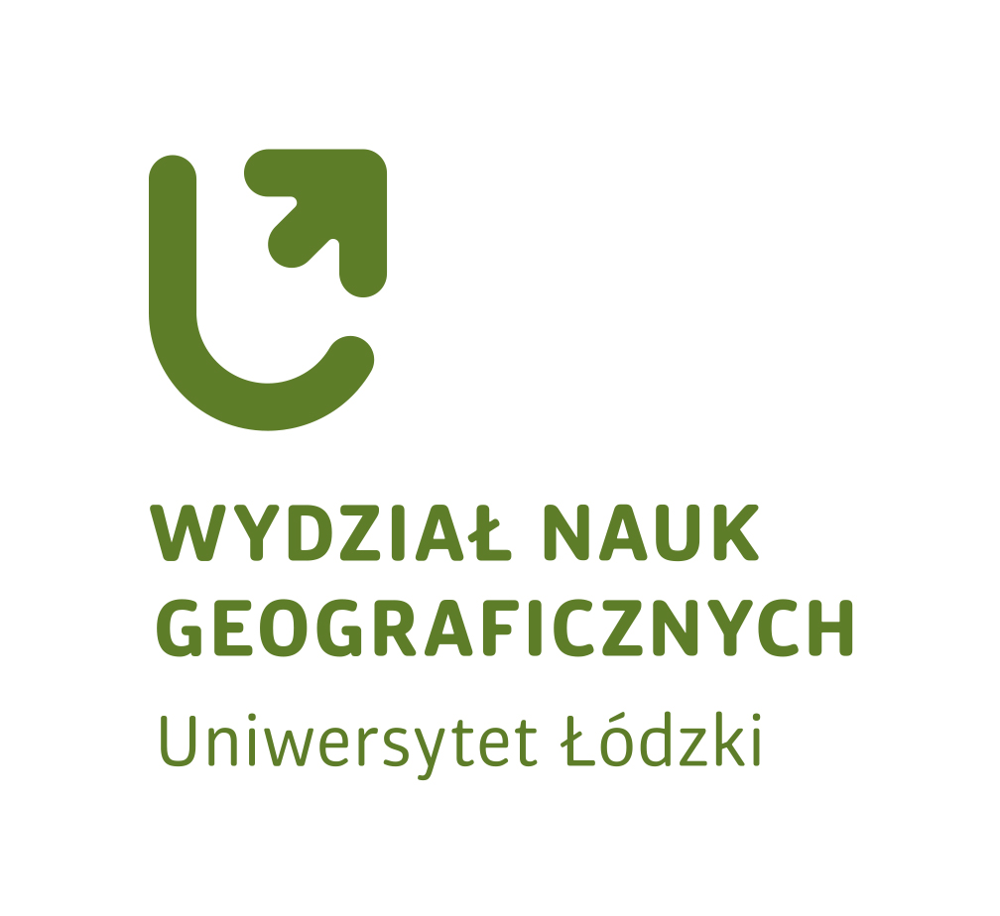 WYDZIAŁ NAUK
GEOGRAFICZNYCH
Uniwersytet Łódzki